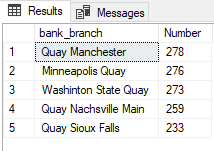 Results Messages
bank_branch Number
1 Quay Manchester 278
2 Minneapolis Quay 276
3 Washinton State Quay 273
4 Quay Nachsville Main 259
5 Quay Sioux Falls 233